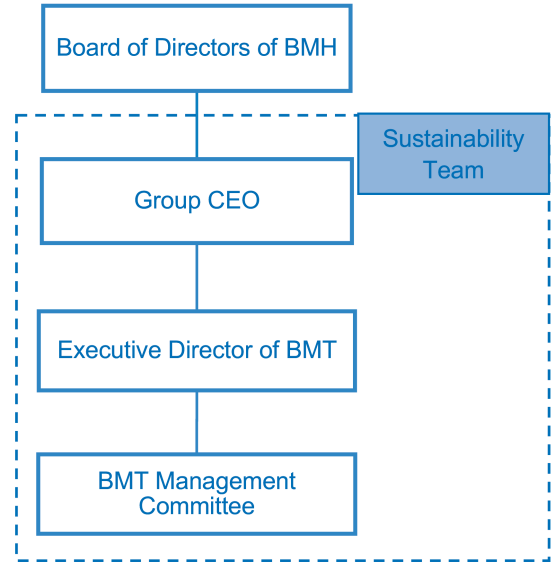 Board of Directors of BMH
Sustainability
Team
Group CEO
Executive Director of BMT
BMT Management
Committee